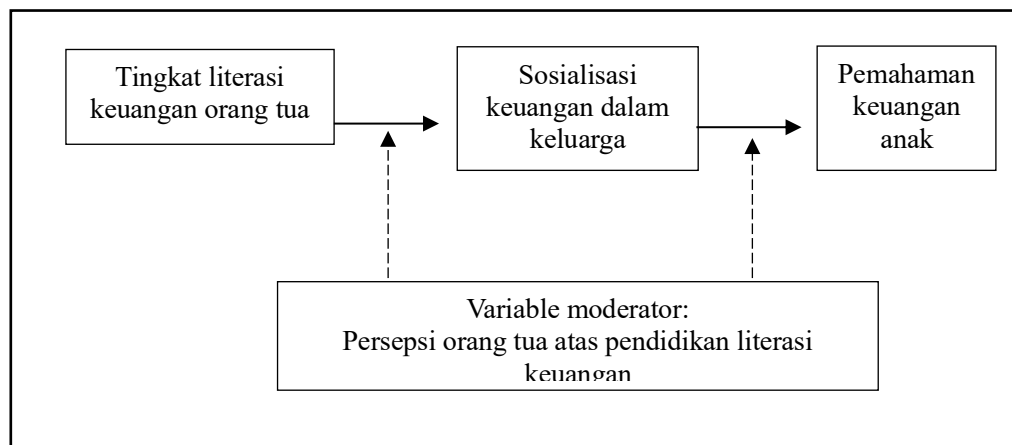 Tingkat literasi
keuangan orang tua
Sosialisasi
keuangan dalam
keluarga
Pemahaman
keuangan
anak
Variable moderator:
Persepsi orang tua atas pendidikan literasi
keuangan